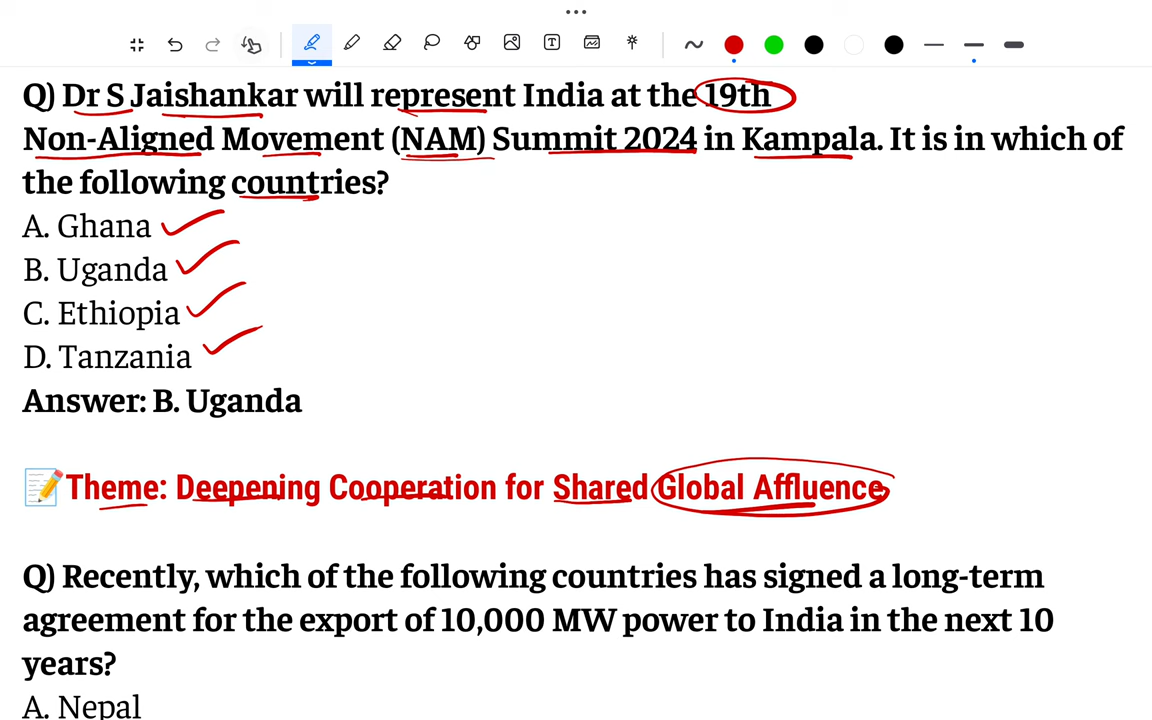 Q) Dr S Jaishankar will represent India at the 19th
Non-Aligned Movement (NAM) Summit 2024 in Kampala. It is in which of
the following countries?
A. Ghana
B. Uganda
C. Ethiopia
D. Tanzania
Answer: B. Uganda
Theme: Deepening Cooperation for Shared Global Affluence
Q) Recently, which of the following countries has signed a long-term
agreement for the export of 10,000 MW power to India in the next 10
years?
A. Nepal